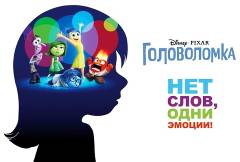 Disney · PIXAR
ГОЛОВОЛОМКА
НЕТ
СЛОВ,
ОДНИ
ЭМОЦИИ!